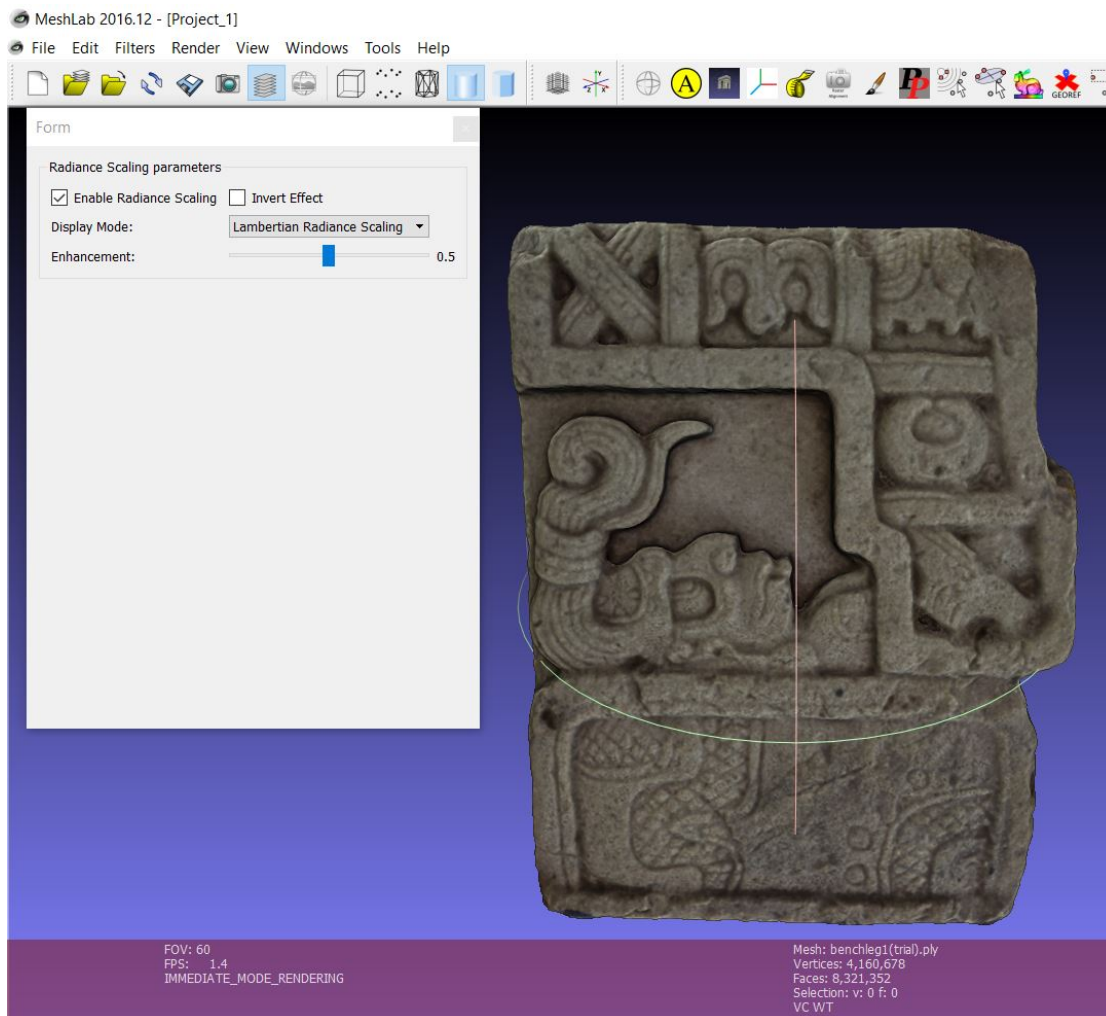 MeshLab 2016.12 - [Project_1]
File Edit Filters Render View Windows Tools Help
A PP GEOREF
Form
Radiance Scaling parameters
Enable Radiance Scaling Invert Effect
Display Mode: Lambertian Radiance Scaling
Enhancement: 0.5
FOV: 60
FPS: 1.4
IMMEDIATE_MODE_RENDERING
Mesh: benchleg1(trial).ply
Vertices: 4,160,678
Faces: 8,321,352
Selection: v: 0 f: 0
VC WT